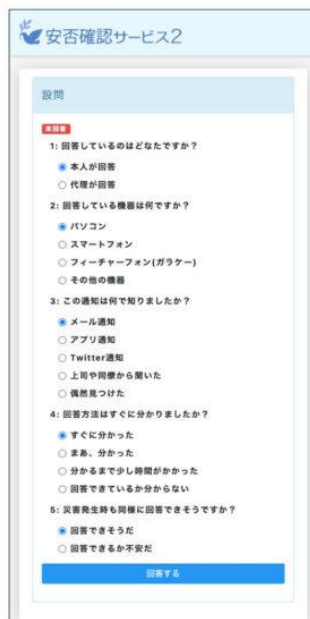 安否確認サービス2
設問
未回答
1: 回答しているのはどなたですか？
本人が回答
代理が回答
2: 回答している機器は何ですか？
パソコン
スマートフォン
フィーチャーフォン(ガラケー)
その他の機器
3: この通知は何で知りましたか？
メール通知
アプリ通知
Twitter通知
上司や同僚から聞いた
偶然見つけた
4: 回答方法はすぐに分かりましたか？
すぐに分かった
まあ、分かった
分かるまで少し時間がかかった
回答できているか分からない
5: 災害発生時も同様に回答できそうですか？
回答できそうだ
回答できるか不安だ
回答する